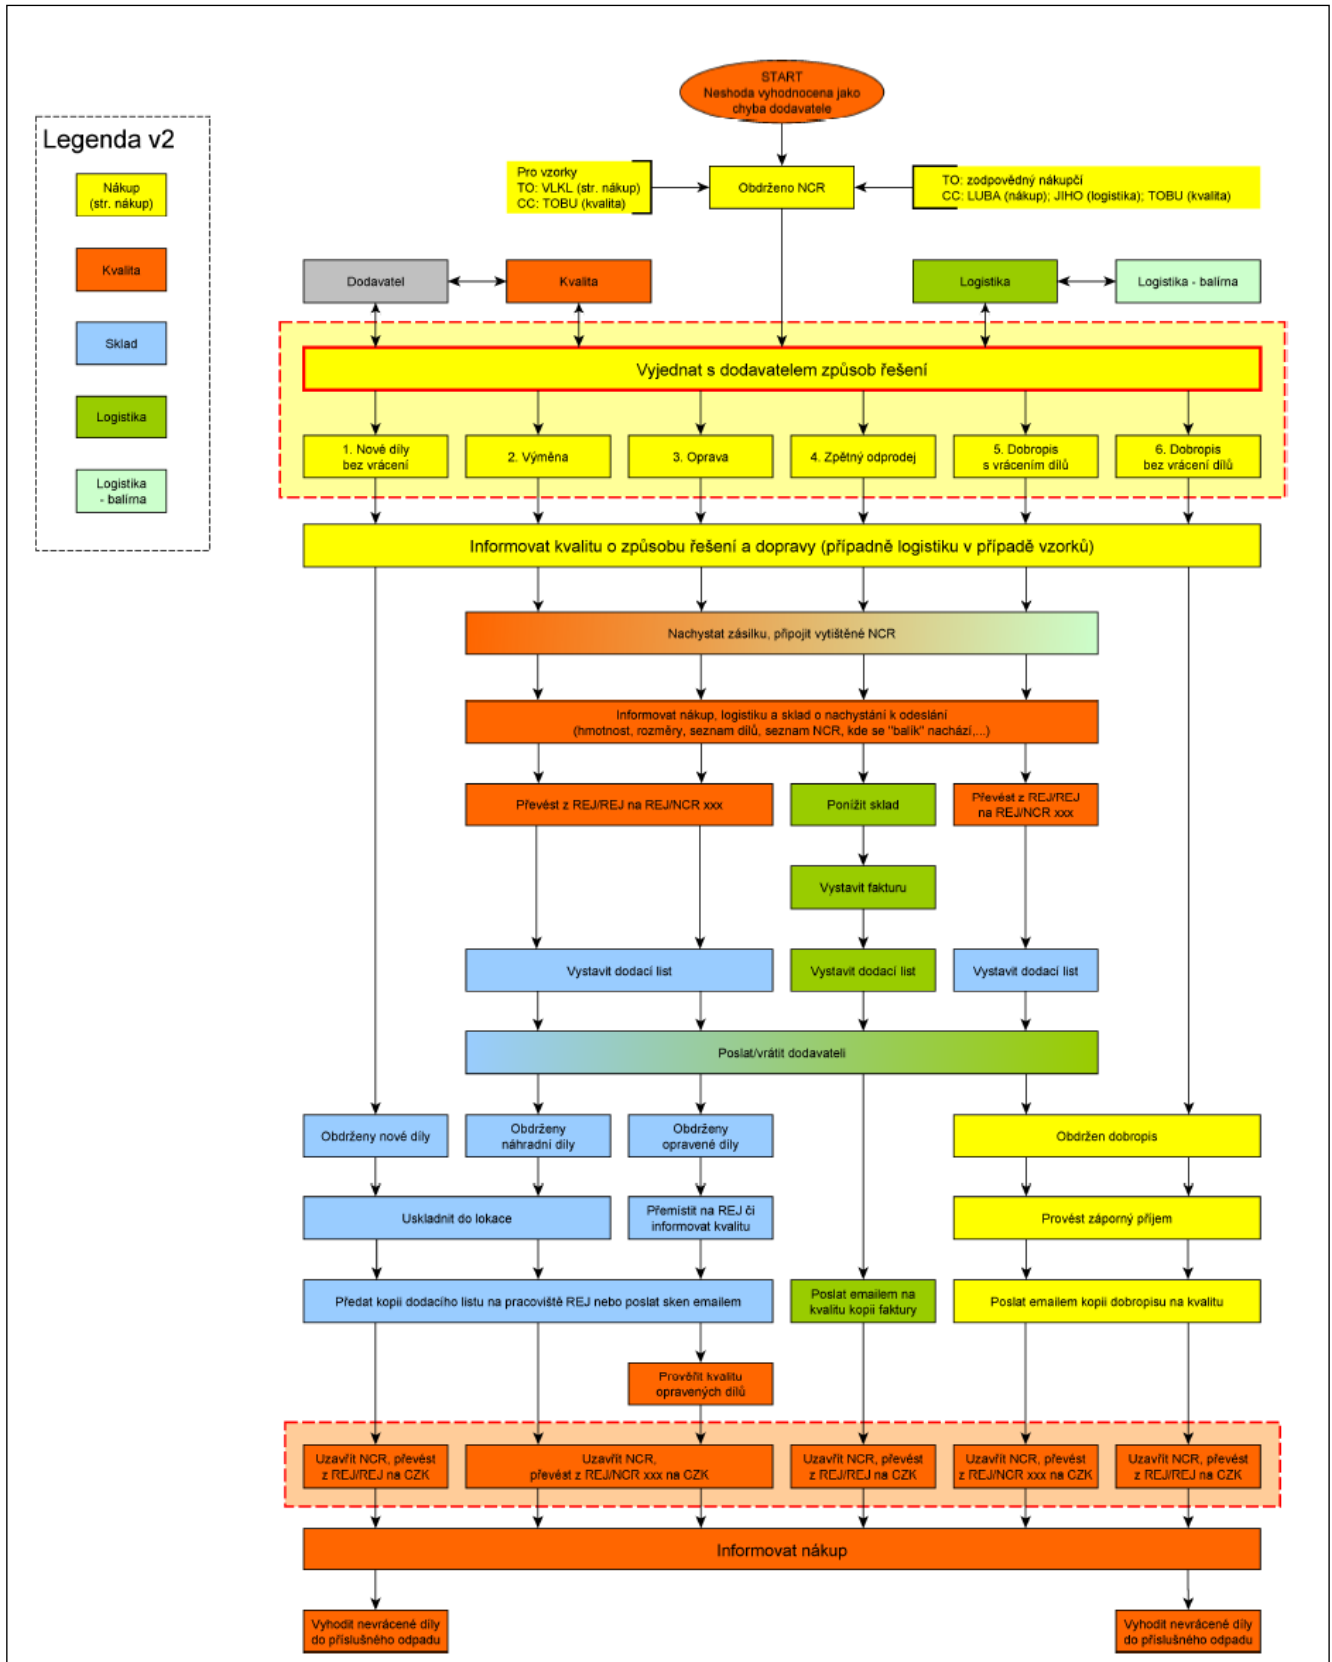 START
Neshoda vyhodnocena jako
chyba dodavatele
Legenda v2
Nákup
(str. nákup)
Kvalita
Sklad
Logistika
Logistika
- balírna
Pro vzorky
TO: VLKL (str. nákup)
CC: TOBU (kvalita)
Obdrženo NCR
TO: zodpovědný nákupčí
CC: LUBA (nákup); JIHO (logistika); TOBU (kvalita)
Dodavatel
Kvalita
Logistika
Logistika - balírna
Vyjednat s dodavatelem způsob řešení
1. Nové díly
bez vrácení
2. Výměna
3. Oprava
4. Zpětný odprodej
5. Dobropis
s vrácením dílů
6. Dobropis
bez vrácení dílů
Informovat kvalitu o způsobu řešení a dopravy (případně logistiku v případě vzorků)
Nachystat zásilku, připojit vytištěné NCR
Informovat nákup, logistiku a sklad o nachystání k odeslání
(hmotnost, rozměry, seznam dílů, seznam NCR, kde se "balík" nachází,...)
Převést z REJ/REJ na REJ/NCR xxx
Ponížit sklad
Převést z REJ/REJ
na REJ/NCR xxx
Vystavit fakturu
Vystavit dodací list
Vystavit dodací list
Vystavit dodací list
Poslat/vrátit dodavateli
Obdrženy nové díly
Obdrženy
náhradní díly
Obdrženy
opravené díly
Obdržen dobropis
Uskladnit do lokace
Přemístit na REJ či
informovat kvalitu
Provést záporný příjem
Předat kopii dodacího listu na pracoviště REJ nebo poslat sken emailem
Poslat emailem na
kvalitu kopii faktury
Poslat emailem kopii dobropisu na kvalitu
Prověřit kvalitu
opravených dílů
Uzavřít NCR, převést
z REJ/REJ na CZK
Uzavřít NCR,
převést z REJ/NCR xxx na CZK
Uzavřít NCR, převést
z REJ/REJ na CZK
Uzavřít NCR, převést
z REJ/NCR xxx na CZK
Uzavřít NCR, převést
z REJ/REJ na CZK
Informovat nákup
Vyhodit nevrácené díly
do příslušného odpadu
Vyhodit nevrácené díly
do příslušného odpadu